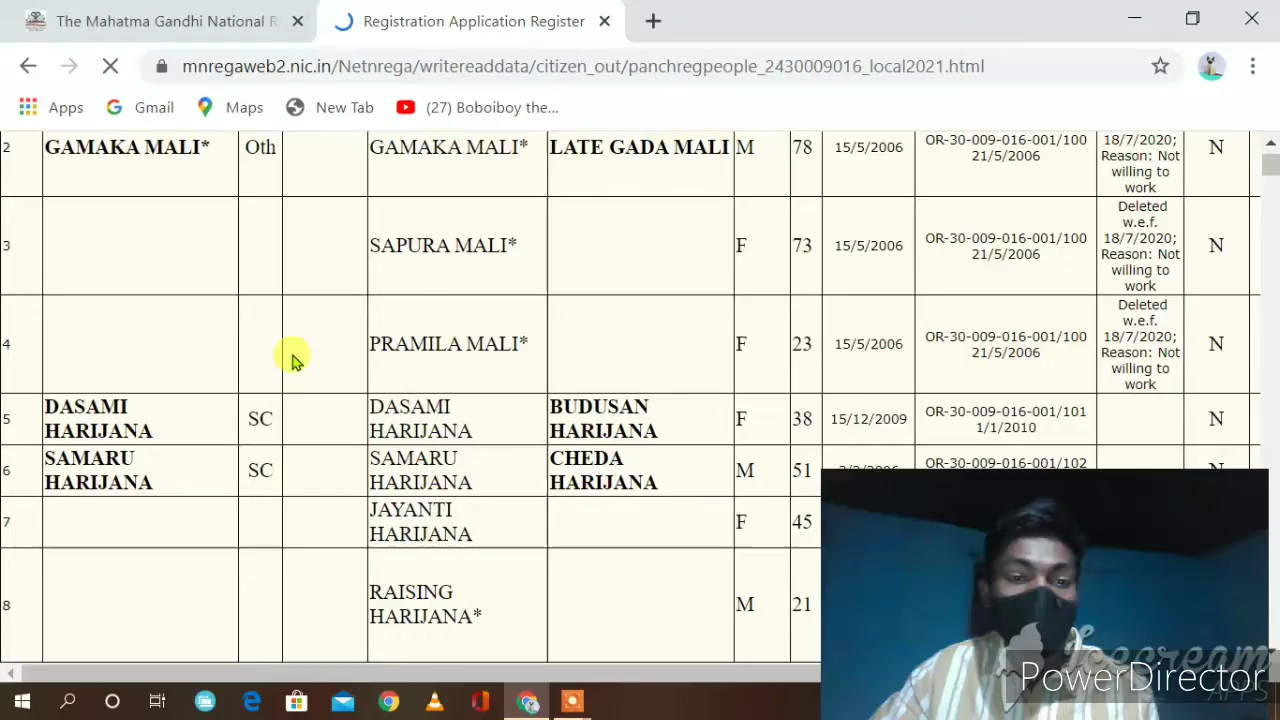 The Mahatma Gandhi National R
Registration Application Register
mnregaweb2.nic.in/Netnrega/writereaddata/citizen_out/panchregpeople_2430009016_local2021.html
Apps Gmail Maps New Tab (27) Boboiboy the...
2 GAMAKA MALI* Oth GAMAKA MALI* LATE GADA MALI M 78 15/5/2006 OR-30-009-016-001/100 21/5/2006 18/7/2020; Reason: Not willing to work N
3 SAPURA MALI* F 73 15/5/2006 OR-30-009-016-001/100 21/5/2006 Deleted w.e.f. 18/7/2020; Reason: Not willing to work N
4 PRAMILA MALI* F 23 15/5/2006 OR-30-009-016-001/100 21/5/2006 Deleted w.e.f. 18/7/2020; Reason: Not willing to work N
5 DASAMI HARIJANA SC DASAMI HARIJANA BUDUSAN HARIJANA F 38 15/12/2009 OR-30-009-016-001/101 1/1/2010 N
6 SAMARU HARIJANA SC SAMARU HARIJANA CHEDA HARIJANA M 51 OR-30-009-016-001/102 N
7 JAYANTI HARIJANA F 45
8 RAISING HARIJANA* M 21
Icecream
PowerDirector